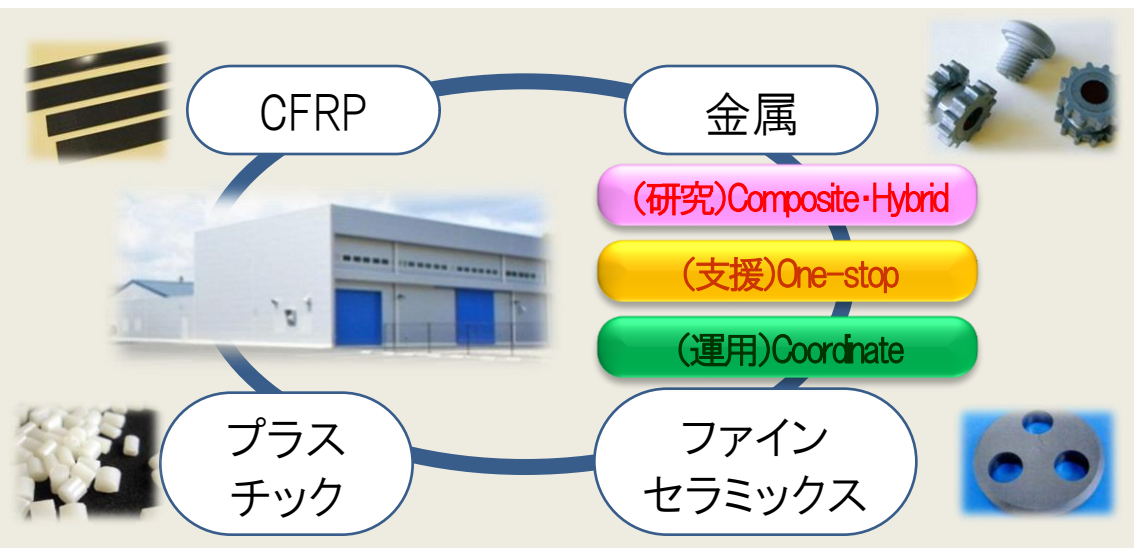 CFRP
金属
(研究)Composite・Hybrid
(支援)One-stop
(運用)Coordinate
プラス
チック
ファイン
セラミックス